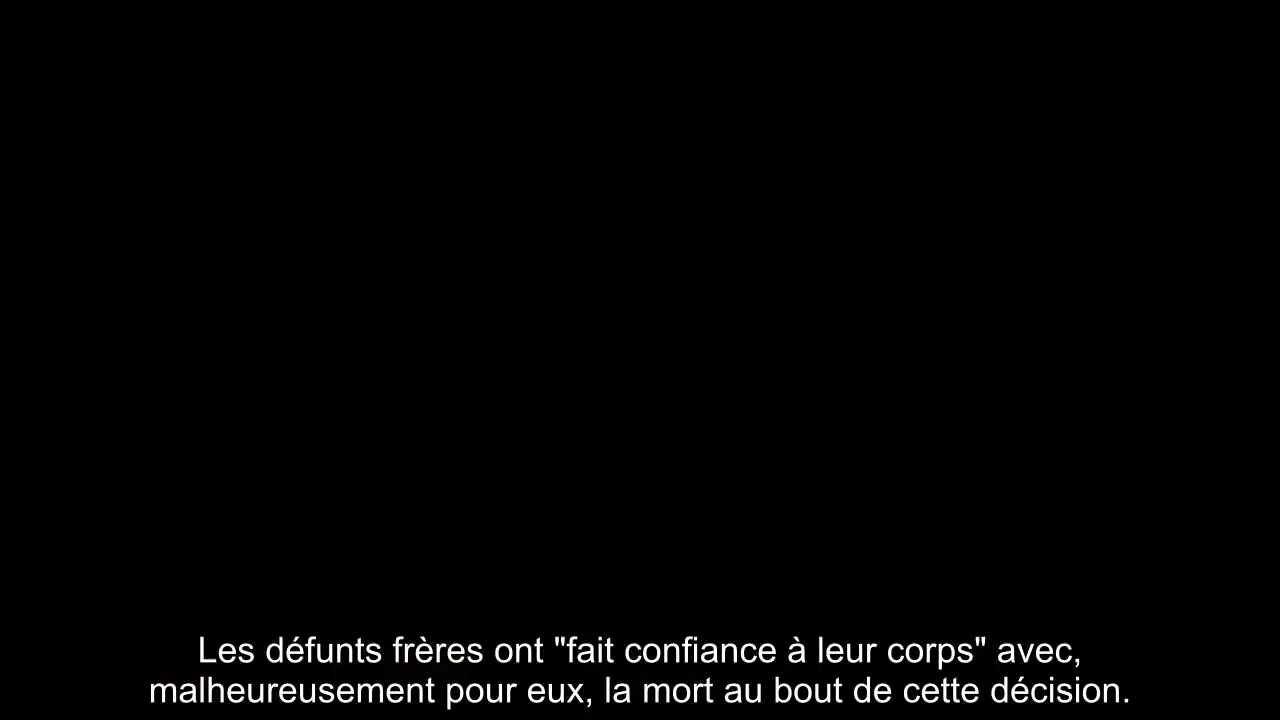 Les défunts frères ont "fait confiance à leur corps" avec,
malheureusement pour eux, la mort au bout de cette décision.